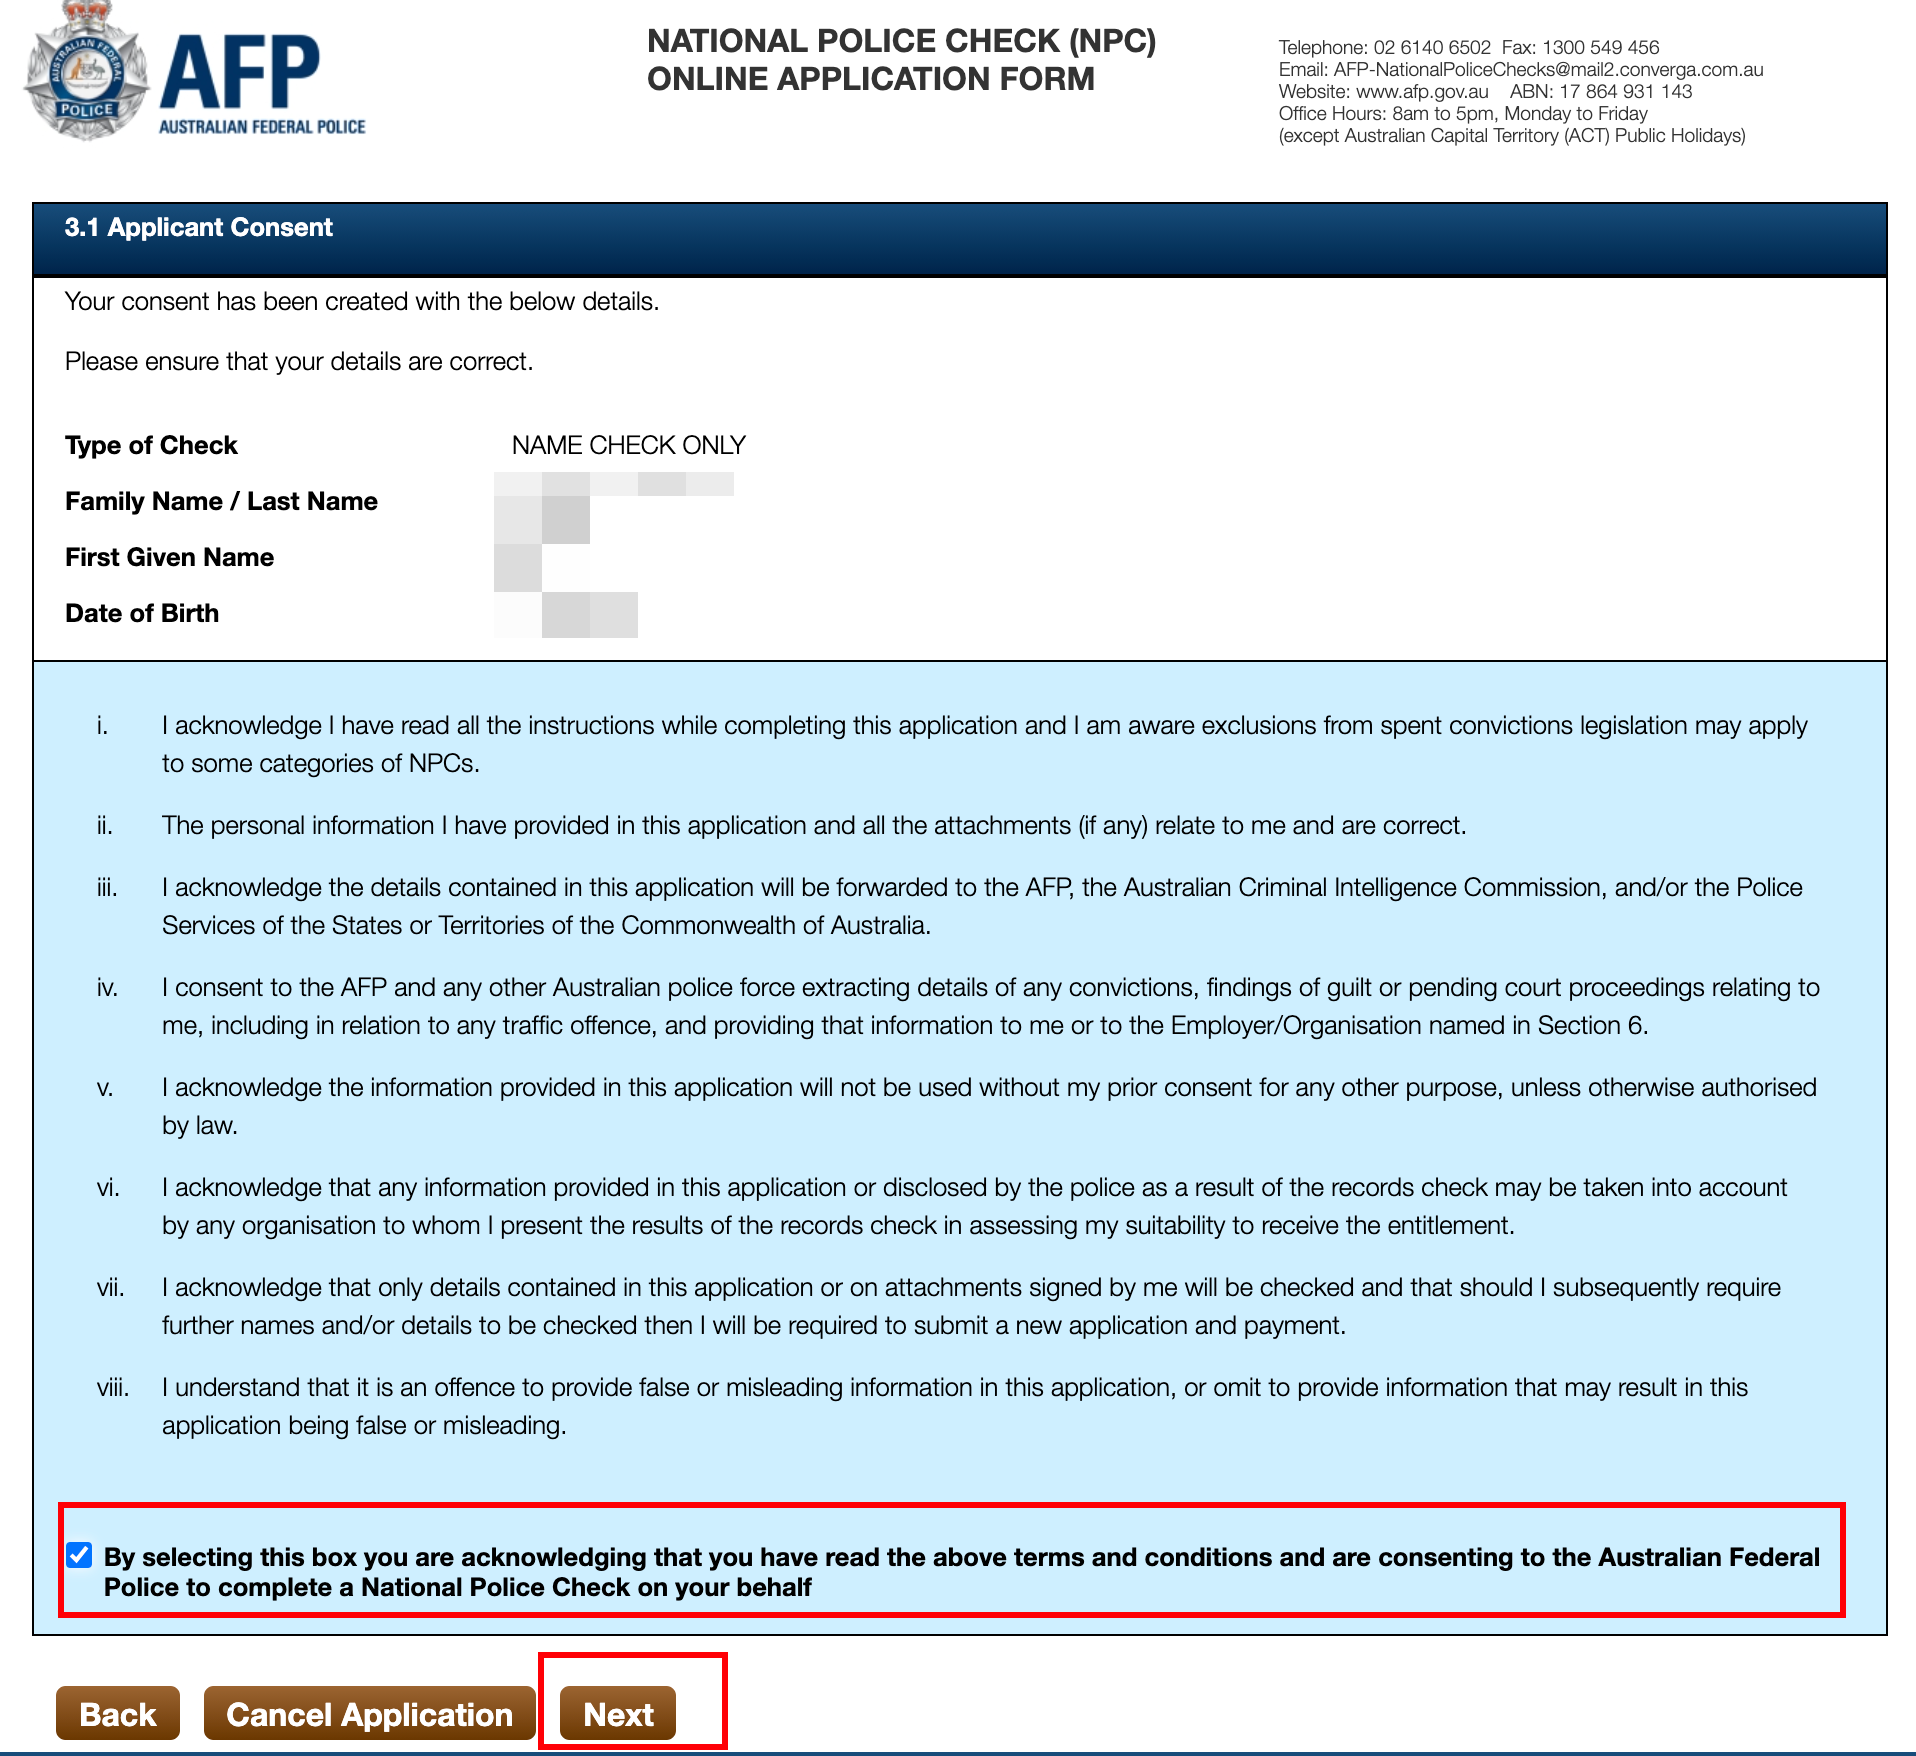 AUSTRALIAN FEDERAL
POLICE
AFP
AUSTRALIAN FEDERAL POLICE
NATIONAL POLICE CHECK (NPC)
ONLINE APPLICATION FORM
Telephone: 02 6140 6502  Fax: 1300 549 456
Email: AFP-NationalPoliceChecks@mail2.converga.com.au
Website: www.afp.gov.au    ABN: 17 864 931 143
Office Hours: 8am to 5pm, Monday to Friday
(except Australian Capital Territory (ACT) Public Holidays)
3.1 Applicant Consent
Your consent has been created with the below details.
Please ensure that your details are correct.
Type of Check    NAME CHECK ONLY
Family Name / Last Name
First Given Name
Date of Birth
i. I acknowledge I have read all the instructions while completing this application and I am aware exclusions from spent convictions legislation may apply
to some categories of NPCs.
ii. The personal information I have provided in this application and all the attachments (if any) relate to me and are correct.
iii. I acknowledge the details contained in this application will be forwarded to the AFP, the Australian Criminal Intelligence Commission, and/or the Police
Services of the States or Territories of the Commonwealth of Australia.
iv. I consent to the AFP and any other Australian police force extracting details of any convictions, findings of guilt or pending court proceedings relating to
me, including in relation to any traffic offence, and providing that information to me or to the Employer/Organisation named in Section 6.
v. I acknowledge the information provided in this application will not be used without my prior consent for any other purpose, unless otherwise authorised
by law.
vi. I acknowledge that any information provided in this application or disclosed by the police as a result of the records check may be taken into account
by any organisation to whom I present the results of the records check in assessing my suitability to receive the entitlement.
vii. I acknowledge that only details contained in this application or on attachments signed by me will be checked and that should I subsequently require
further names and/or details to be checked then I will be required to submit a new application and payment.
viii. I understand that it is an offence to provide false or misleading information in this application, or omit to provide information that may result in this
application being false or misleading.
By selecting this box you are acknowledging that you have read the above terms and conditions and are consenting to the Australian Federal
Police to complete a National Police Check on your behalf
Back    Cancel Application    Next